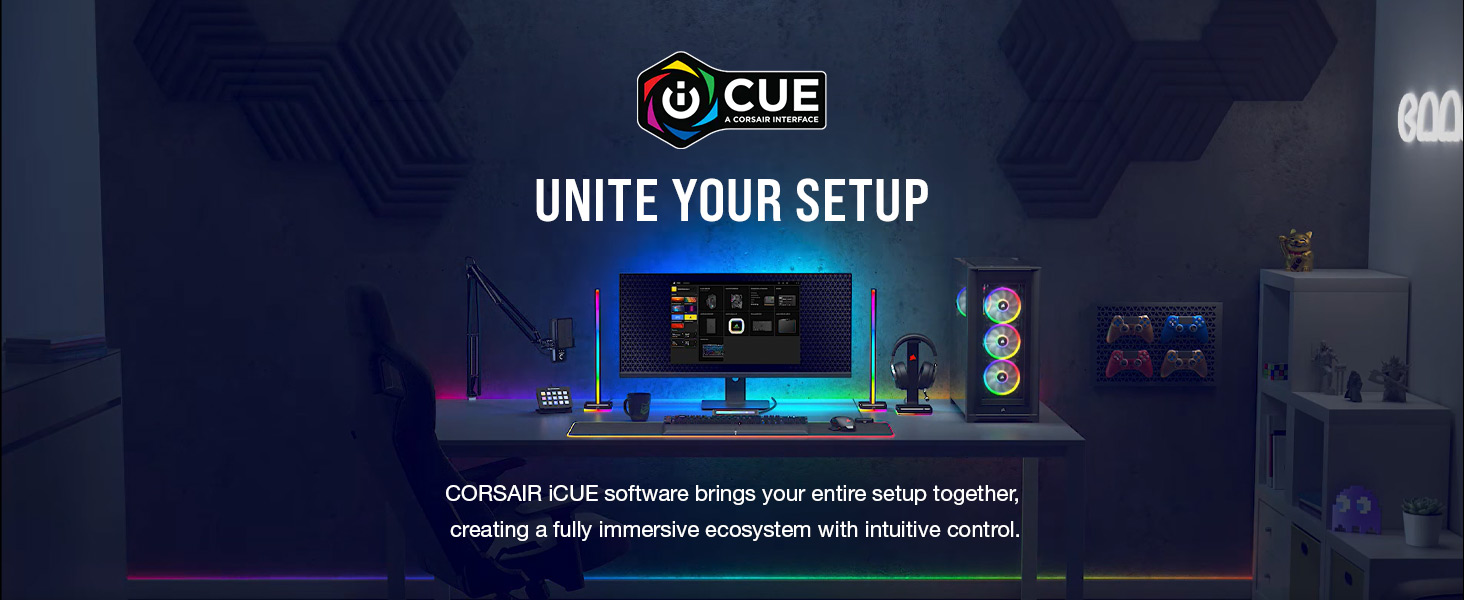 iCUE
A CORSAIR INTERFACE
UNITE YOUR SETUP
CORSAIR iCUE software brings your entire setup together,
creating a fully immersive ecosystem with intuitive control.